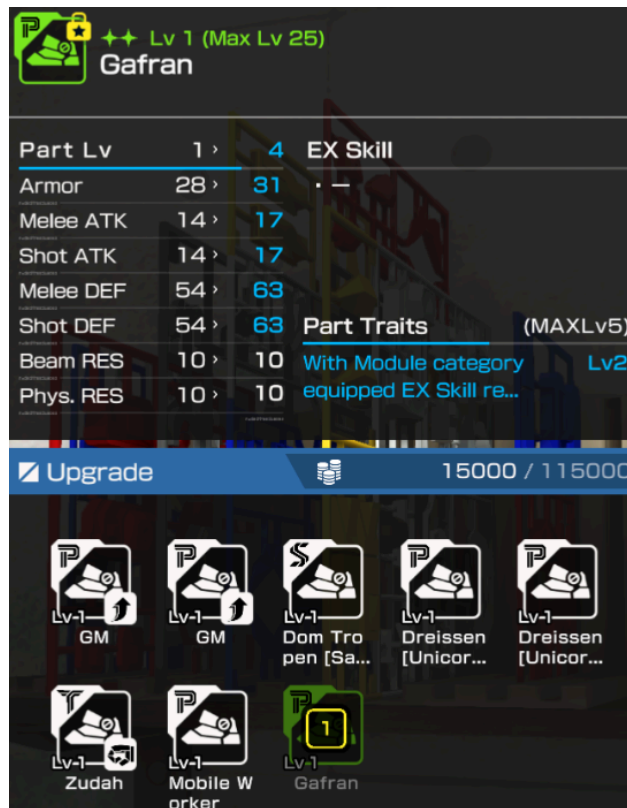 P
++ Lv 1 (Max Lv 25)
Gafran
Part Lv 1 › 4
Armor 28 › 31
Melee ATK 14 › 17
Shot ATK 14 › 17
Melee DEF 54 › 63
Shot DEF 54 › 63
Beam RES 10 › 10
Phys. RES 10 › 10
EX Skill
· —
Part Traits (MAXLv5)
With Module category Lv2
equipped EX Skill re...
Upgrade 15000 / 115000
P P S P P
Lv-1 Lv-1 Lv-1 Lv-1 Lv-1
GM GM Dom Tro Dreissen Dreissen
pen [Sa... [Unicor... [Unicor...
T P P
1
Lv-1 Lv-1 Lv-1
Zudah Mobile W Gafran
orker